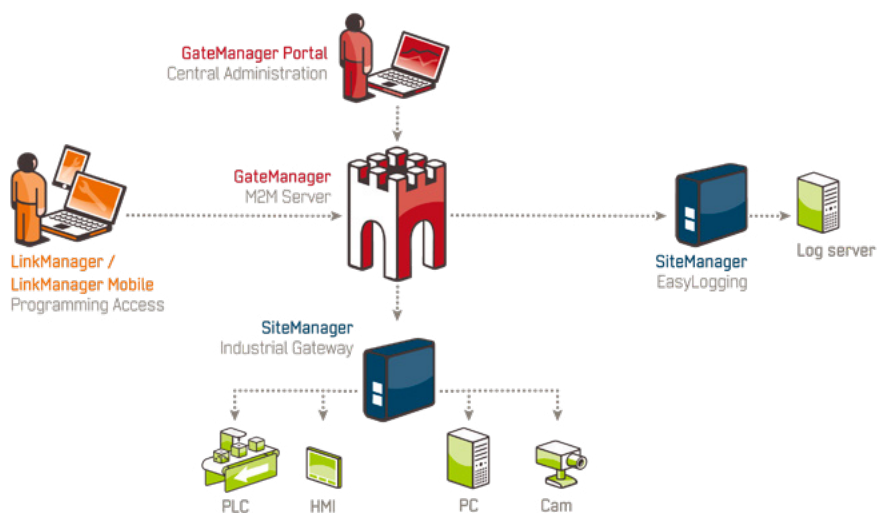 GateManager Portal
Central Administration
GateManager
M2M Server
LinkManager /
LinkManager Mobile
Programming Access
SiteManager
EasyLogging
Log server
SiteManager
Industrial Gateway
PLC
HMI
PC
Cam